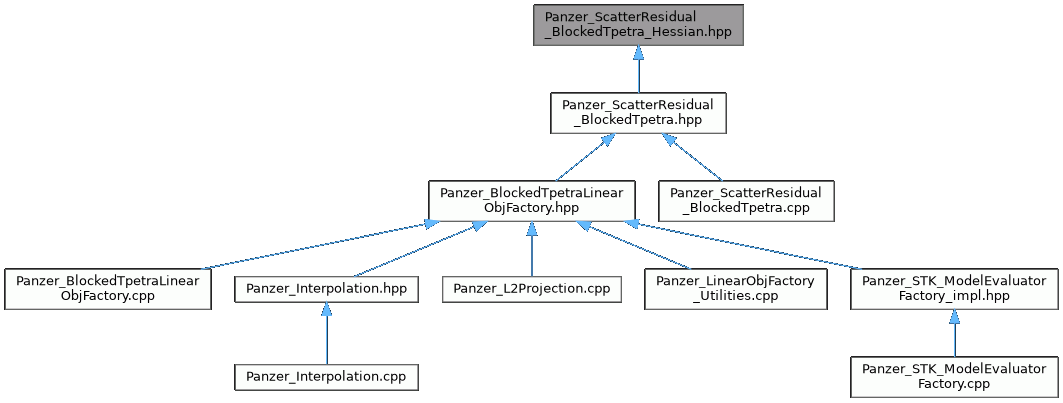 Panzer_ScatterResidual
_BlockedTpetra_Hessian.hpp
Panzer_ScatterResidual
_BlockedTpetra.hpp
Panzer_BlockedTpetraLinear
ObjFactory.hpp
Panzer_ScatterResidual
_BlockedTpetra.cpp
Panzer_BlockedTpetraLinear
ObjFactory.cpp
Panzer_Interpolation.hpp
Panzer_L2Projection.cpp
Panzer_LinearObjFactory
_Utilities.cpp
Panzer_STK_ModelEvaluator
Factory_impl.hpp
Panzer_Interpolation.cpp
Panzer_STK_ModelEvaluator
Factory.cpp